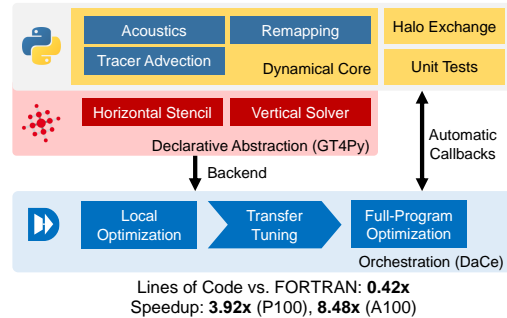 Acoustics
Remapping
Tracer Advection
Dynamical Core
Halo Exchange
Unit Tests
Horizontal Stencil
Vertical Solver
Declarative Abstraction (GT4Py)
Backend
Automatic
Callbacks
Local
Optimization
Transfer
Tuning
Full-Program
Optimization
Orchestration (DaCe)
Lines of Code vs. FORTRAN: 0.42x
Speedup: 3.92x (P100), 8.48x (A100)